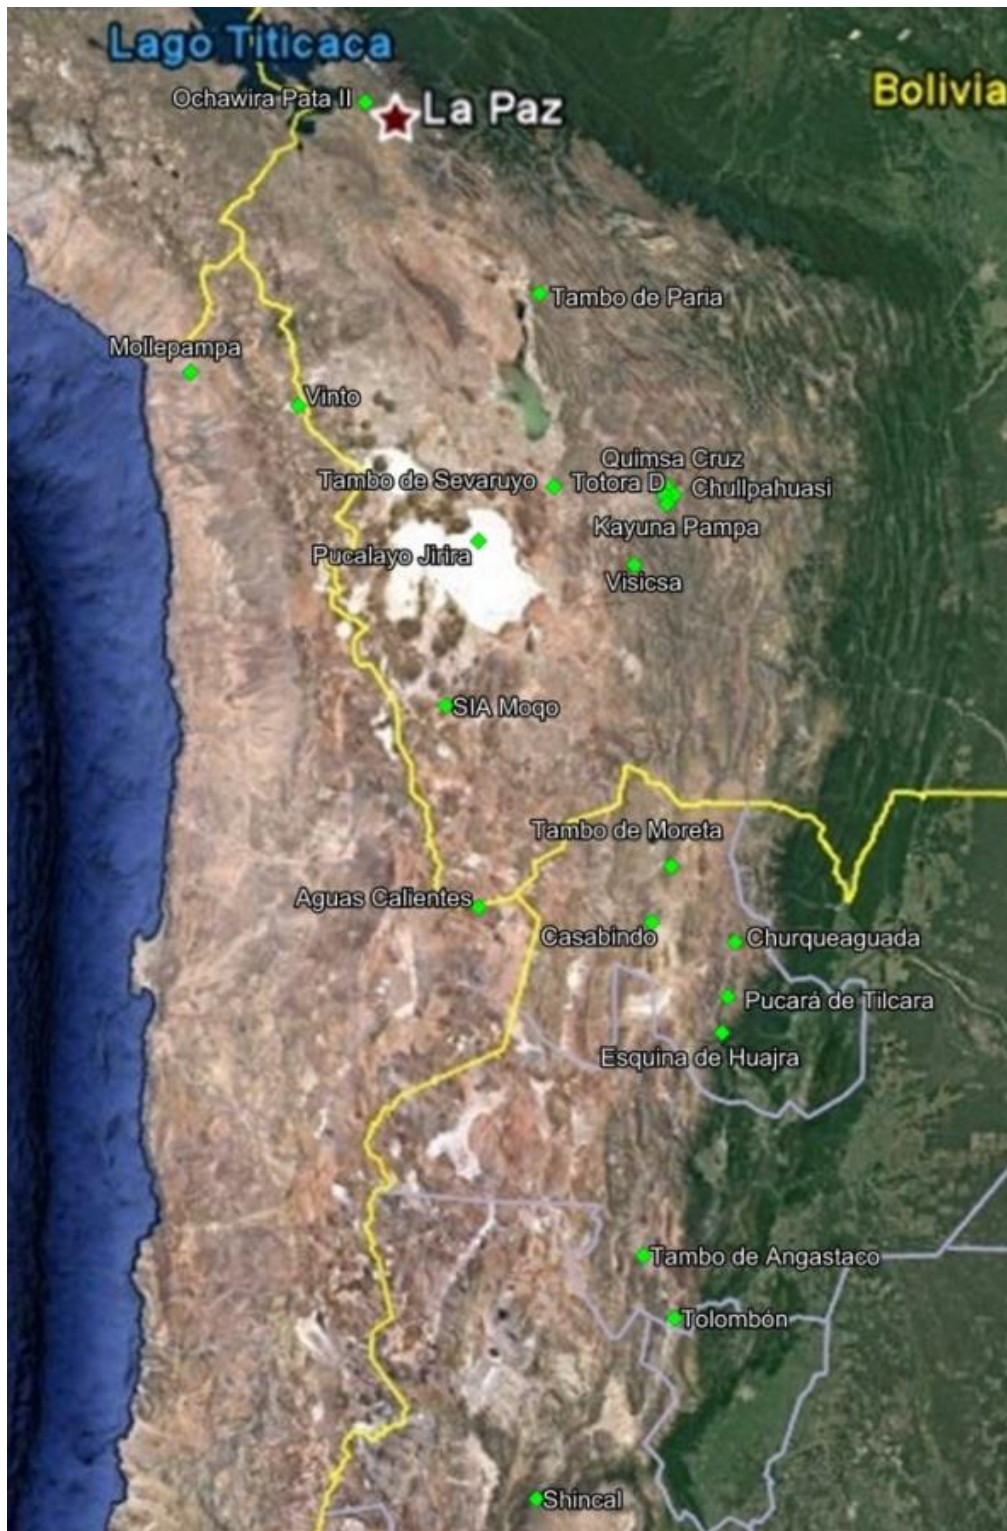 Lago Titicaca
Ochawira Pata II
La Paz
Bolivia
Tambo de Paria
Mollepampa
Vinto
Quimsa Cruz
Tambo de Sevaruyo
Totora D
Chullpahuasi
Kayuna Pampa
Pucalayo Jirira
Visicsa
SIA Moqo
Tambo de Moreta
Aguas Calientes
Casabindo
Churqueaguada
Pucará de Tilcara
Esquina de Huajra
Tambo de Angastaco
Tolombón
Shincal